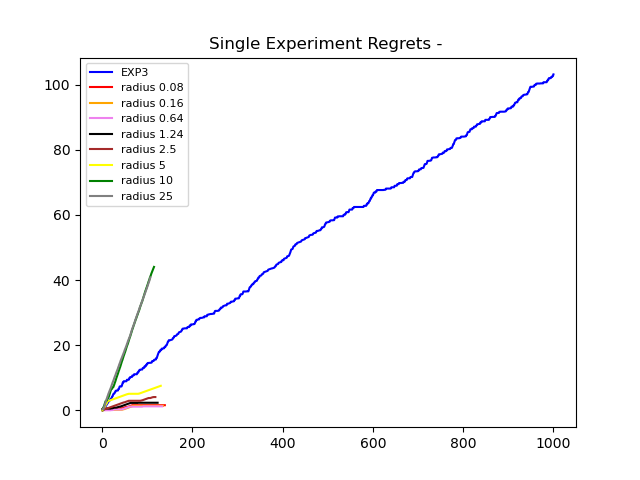 Single Experiment Regrets -
EXP3
radius 0.08
radius 0.16
radius 0.64
radius 1.24
radius 2.5
radius 5
radius 10
radius 25
100
80
60
40
20
0
0 200 400 600 800 1000